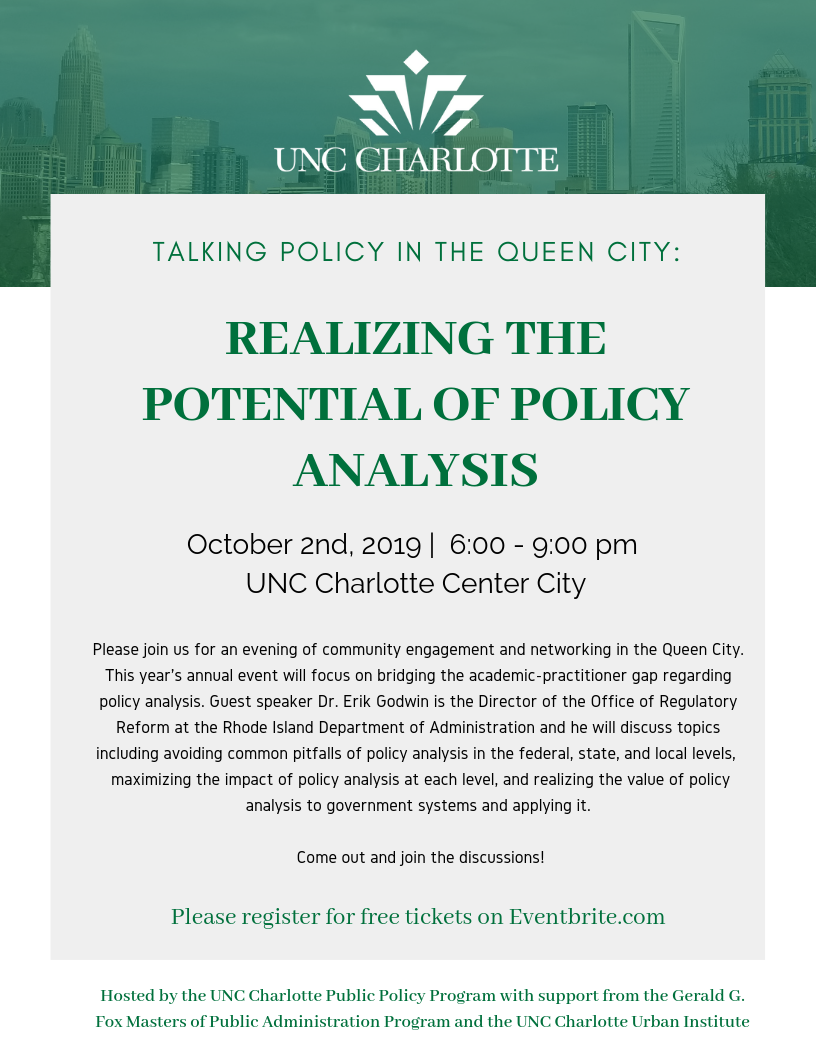 UNC CHARLOTTE
TALKING POLICY IN THE QUEEN CITY:
REALIZING THE
POTENTIAL OF POLICY
ANALYSIS
October 2nd, 2019 | 6:00 - 9:00 pm
UNC Charlotte Center City
Please join us for an evening of community engagement and networking in the Queen City.
This year's annual event will focus on bridging the academic-practitioner gap regarding
policy analysis. Guest speaker Dr. Erik Godwin is the Director of the Office of Regulatory
Reform at the Rhode Island Department of Administration and he will discuss topics
including avoiding common pitfalls of policy analysis in the federal, state, and local levels,
maximizing the impact of policy analysis at each level, and realizing the value of policy
analysis to government systems and applying it.
Come out and join the discussions!
Please register for free tickets on Eventbrite.com
Hosted by the UNC Charlotte Public Policy Program with support from the Gerald G.
Fox Masters of Public Administration Program and the UNC Charlotte Urban Institute